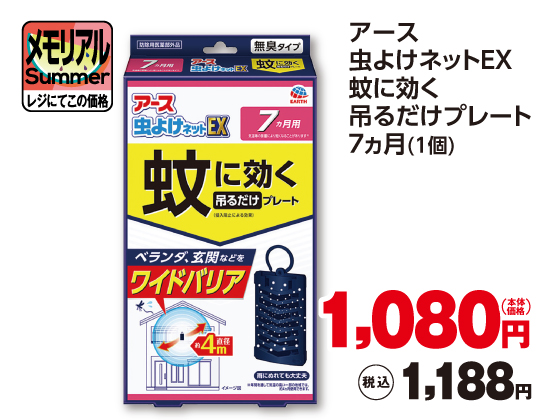 メモリアル
Summer
レジにてこの価格
防除用医薬部外品
無臭タイプ
7ヵ月用
アース
虫よけネットEX
蚊に効く
EARTH
アース
虫よけネットEX
7ヵ月用
蚊に効く
吊るだけプレート
ベランダ、玄関などを
ワイドバリア
約4m
直径
イメージ図
雨にぬれても大丈夫
アース
虫よけネットEX
蚊に効く
吊るだけプレート
7ヵ月(1個)
1,080円
(本体価格)
税込 1,188円